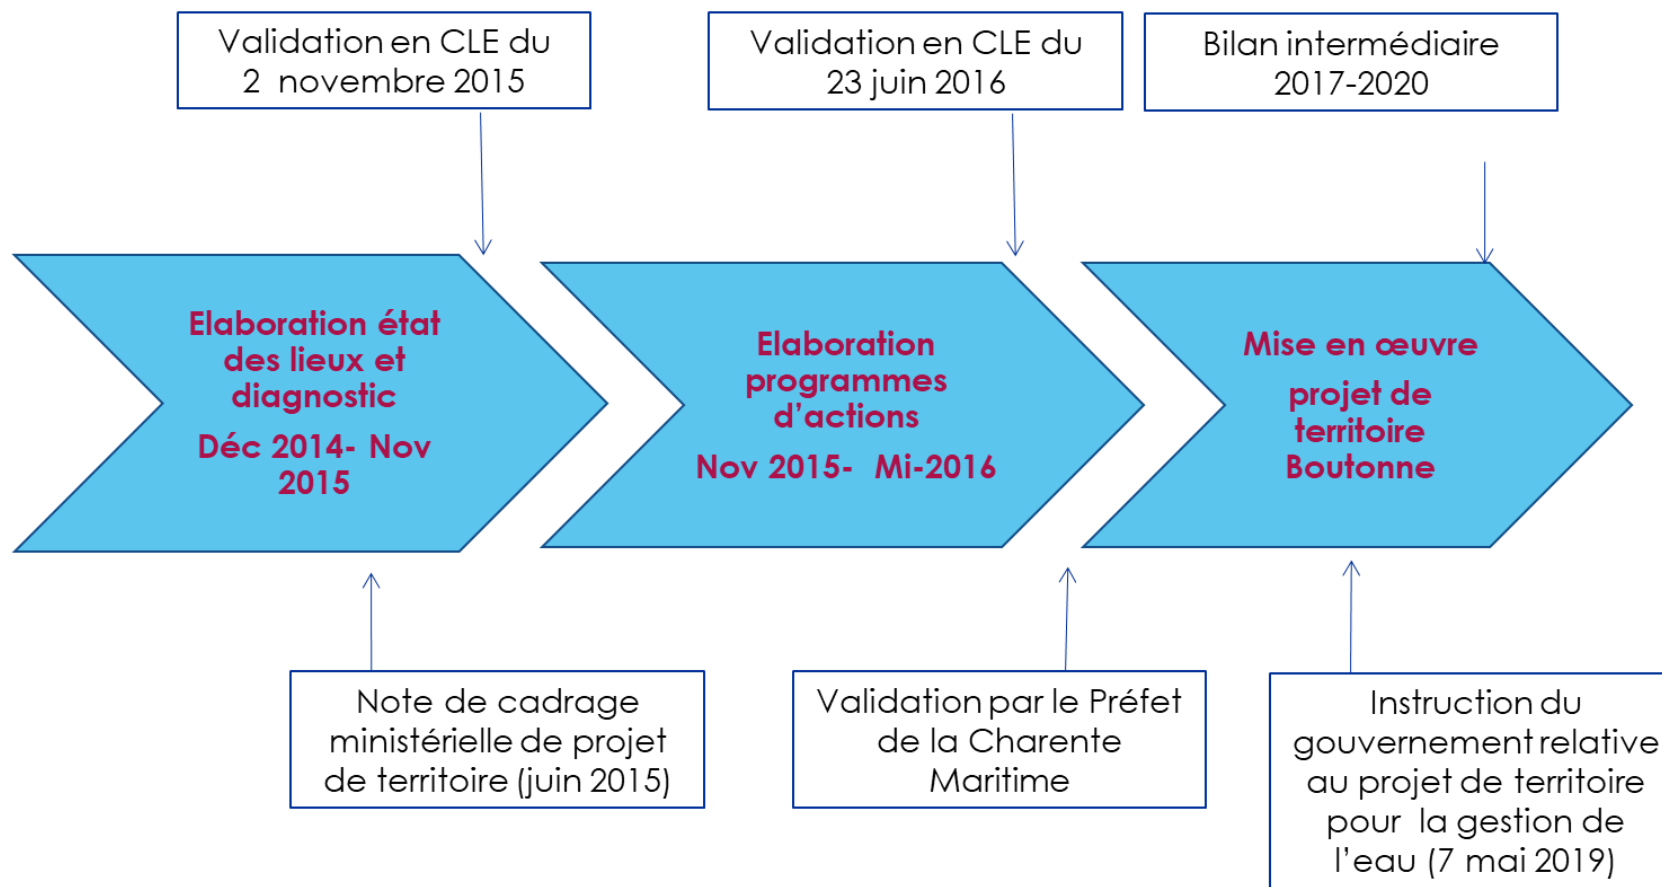 Validation en CLE du
2 novembre 2015
Validation en CLE du
23 juin 2016
Bilan intermédiaire
2017-2020
Elaboration état
des lieux et
diagnostic
Déc 2014- Nov
2015
Elaboration
programmes
d’actions
Nov 2015- Mi-2016
Mise en œuvre
projet de
territoire
Boutonne
Note de cadrage
ministérielle de projet
de territoire (juin 2015)
Validation par le Préfet
de la Charente
Maritime
Instruction du
gouvernement relative
au projet de territoire
pour la gestion de
l’eau (7 mai 2019)